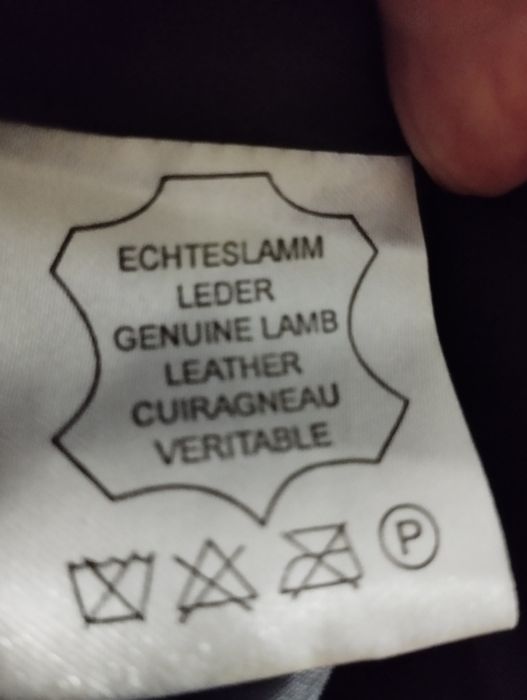 ECHTESLAMM
LEDER
GENUINE LAMB
LEATHER
CUIRAGNEAU
VERITABLE
P